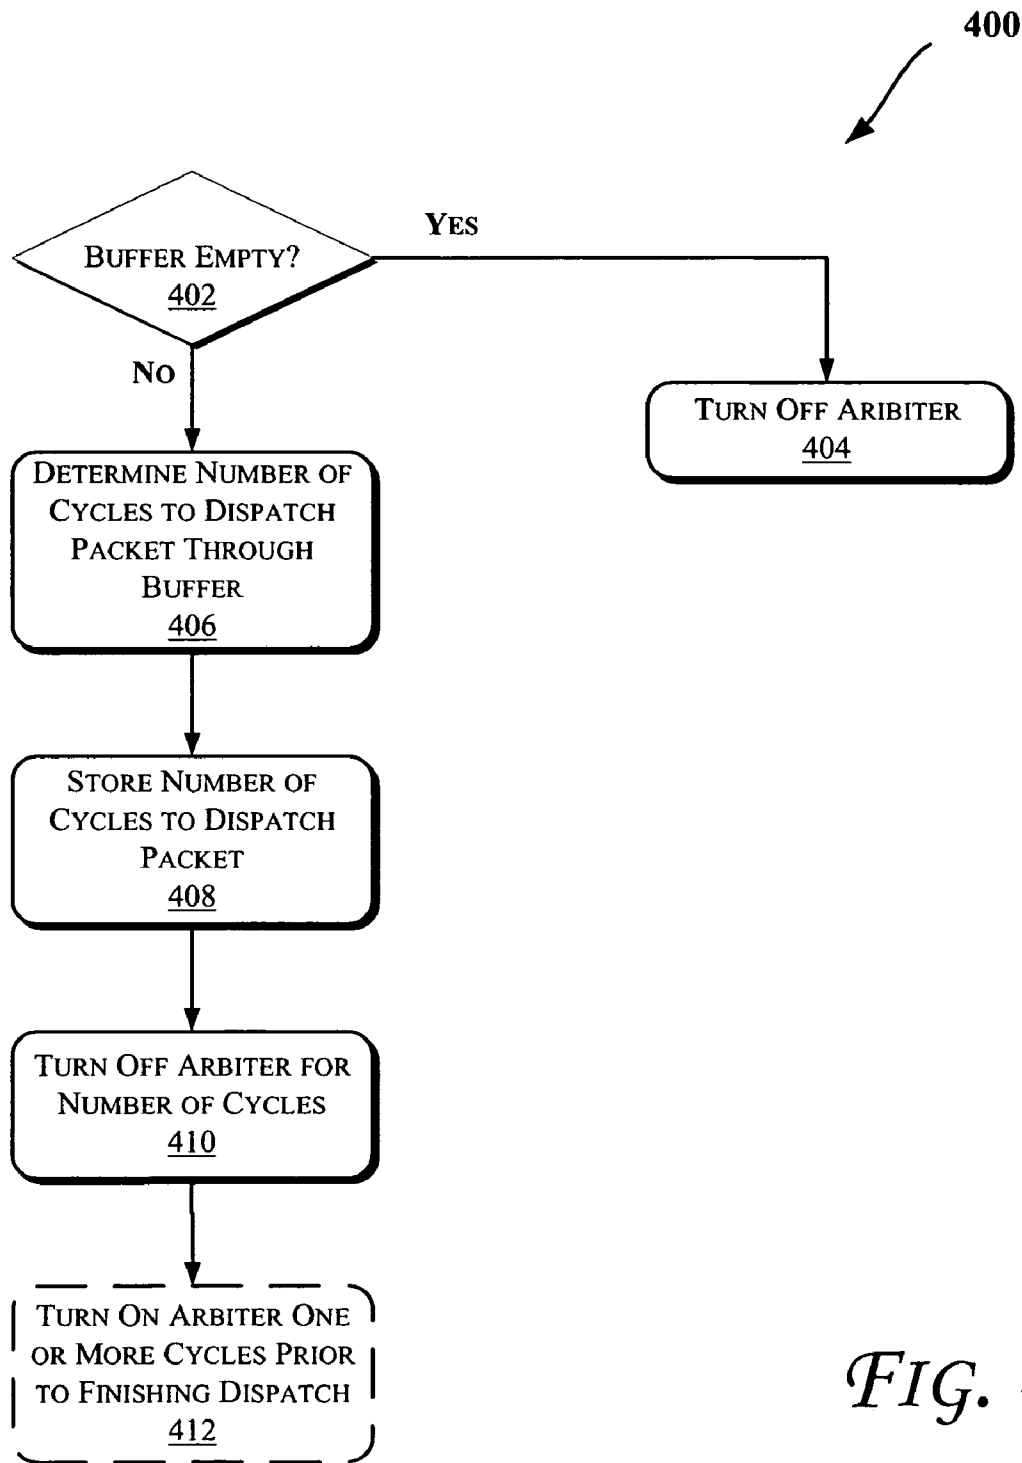 400
BUFFER EMPTY?
402
YES
NO
TURN OFF ARIBITER
404
DETERMINE NUMBER OF
CYCLES TO DISPATCH
PACKET THROUGH
BUFFER
406
STORE NUMBER OF
CYCLES TO DISPATCH
PACKET
408
TURN OFF ARBITER FOR
NUMBER OF CYCLES
410
TURN ON ARBITER ONE
OR MORE CYCLES PRIOR
TO FINISHING DISPATCH
412
FIG.